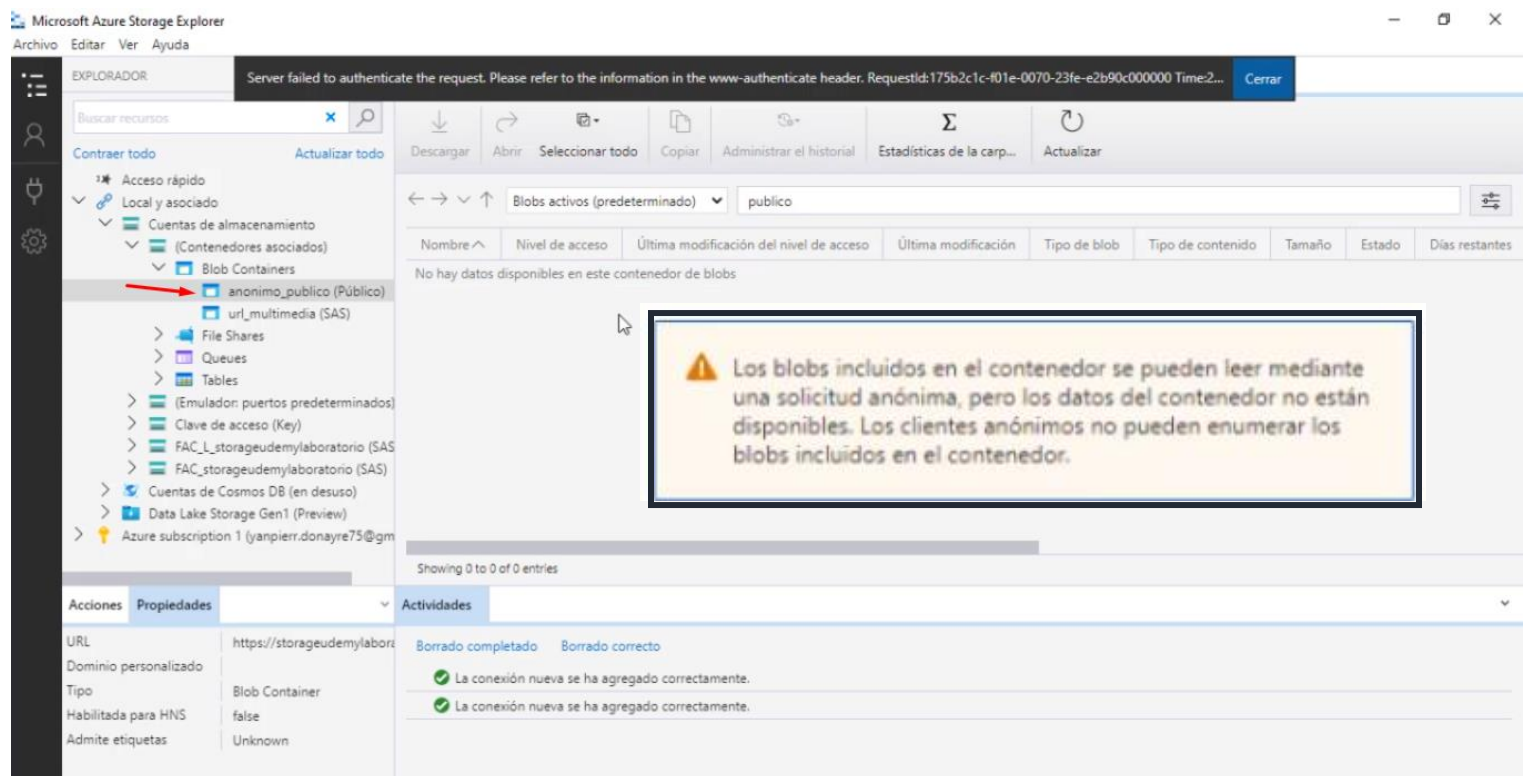 Microsoft Azure Storage Explorer
Archivo Editar Ver Ayuda
EXPLORADOR
Server failed to authenticate the request. Please refer to the information in the www-authenticate header. RequestId:175b2c1c-f01e-0070-23fe-e2b90c000000 Time:2...
Cerrar
Buscar recursos
Contraer todo Actualizar todo
Descargar Abrir Seleccionar todo Copiar Administrar el historial Estadísticas de la carp... Actualizar
Acceso rápido
Local y asociado
Cuentas de almacenamiento
(Contenedores asociados)
Blob Containers
anonimo_publico (Público)
url_multimedia (SAS)
File Shares
Queues
Tables
(Emulador: puertos predeterminados)
Clave de acceso (Key)
FAC_L_storageudemylaboratorio (SAS
FAC_storageudemylaboratorio (SAS)
Cuentas de Cosmos DB (en desuso)
Data Lake Storage Gen1 (Preview)
Azure subscription 1 (yanpierr.donayre75@gm
Blobs activos (predeterminado) publico
Nombre Nivel de acceso Última modificación del nivel de acceso Última modificación Tipo de blob Tipo de contenido Tamaño Estado Días restantes
No hay datos disponibles en este contenedor de blobs
Los blobs incluidos en el contenedor se pueden leer mediante
una solicitud anónima, pero los datos del contenedor no están
disponibles. Los clientes anónimos no pueden enumerar los
blobs incluidos en el contenedor.
Showing 0 to 0 of 0 entries
Acciones Propiedades
URL https://storageudemylabora
Dominio personalizado
Tipo Blob Container
Habilitada para HNS false
Admite etiquetas Unknown
Actividades
Borrado completado Borrado correcto
La conexión nueva se ha agregado correctamente.
La conexión nueva se ha agregado correctamente.